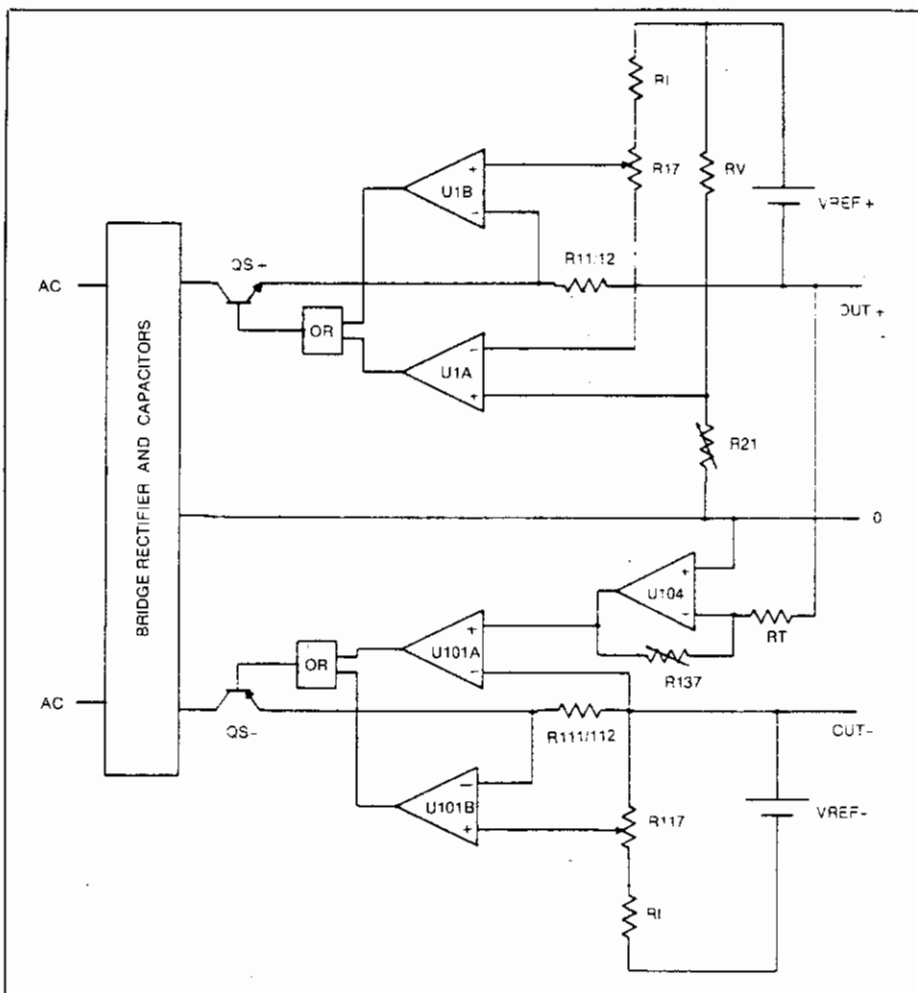 RI
+
U1B
−
R17
RV
VREF+
QS+
R11/12
AC
OUT+
OR
−
U1A
+
R21
BRIDGE RECTIFIER AND CAPACITORS
0
+
U104
−
RT
+
U101A
−
OR
R137
AC
QS−
R111/112
OUT−
−
U101B
+
R117
VREF−
RI